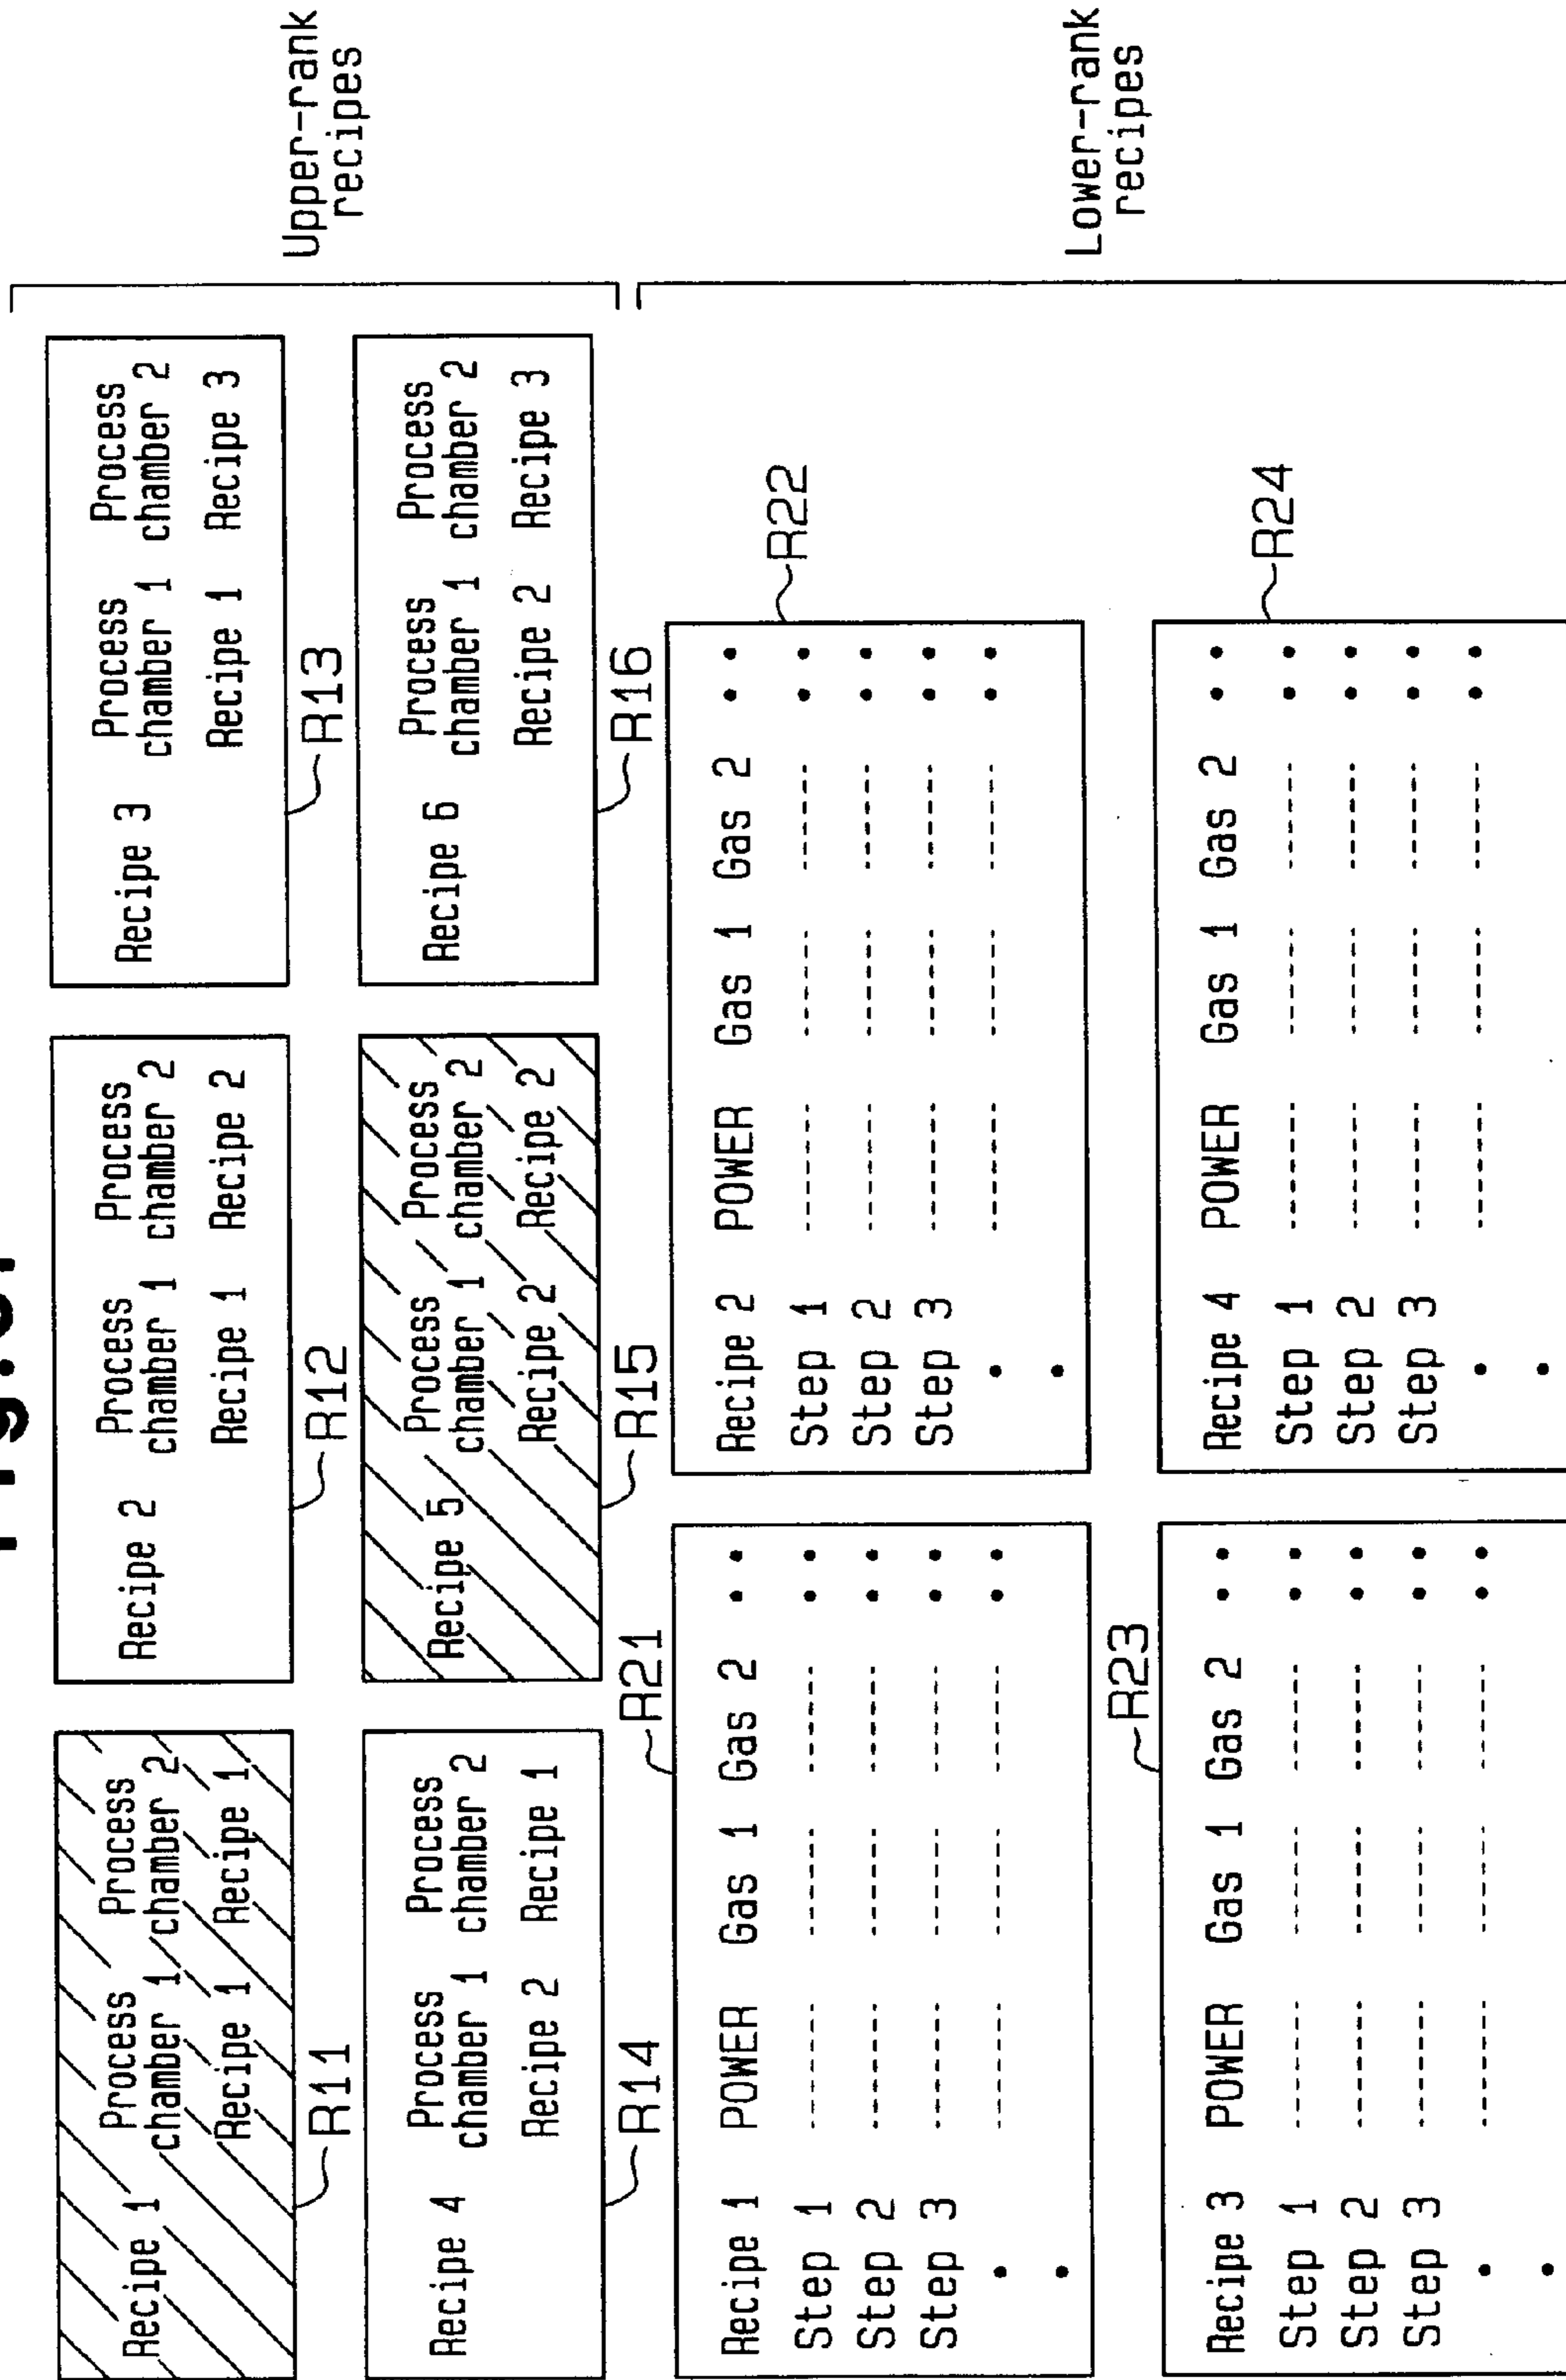 Recipe 1
Process chamber 1
Process chamber 2
Recipe 1
Recipe 1
R11
Recipe 2
Process chamber 1
Process chamber 2
Recipe 1
Recipe 2
R12
Recipe 3
Process chamber 1
Process chamber 2
Recipe 1
Recipe 3
R13
Upper-rank
recipes
Recipe 4
Process chamber 1
Process chamber 2
Recipe 2
Recipe 1
R14
Recipe 5
Process chamber 1
Process chamber 2
Recipe 2
Recipe 2
R15
Recipe 6
Process chamber 1
Process chamber 2
Recipe 2
Recipe 3
R16
R21
Recipe 1 POWER Gas 1 Gas 2
Step 1
Step 2
Step 3
R22
Recipe 2 POWER Gas 1 Gas 2
Step 1
Step 2
Step 3
Lower-rank
recipes
R23
Recipe 3 POWER Gas 1 Gas 2
Step 1
Step 2
Step 3
R24
Recipe 4 POWER Gas 1 Gas 2
Step 1
Step 2
Step 3